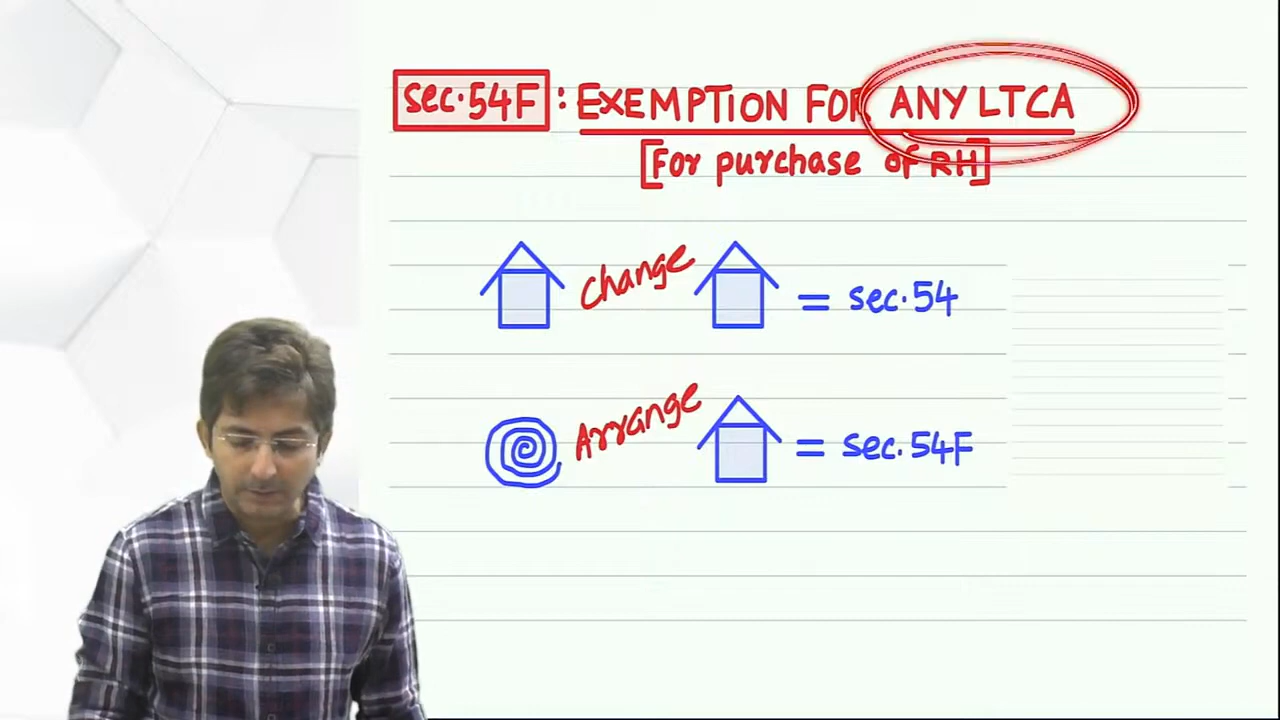 sec.54F : EXEMPTION FOR ANY LTCA
[For purchase of RH]
change = sec.54
Arrange = sec.54F